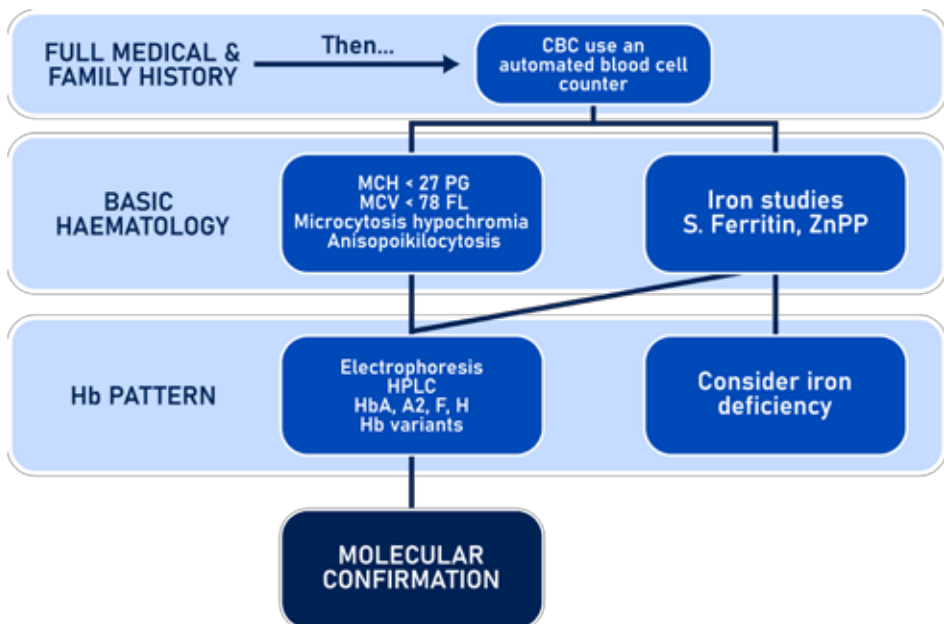 FULL MEDICAL &
FAMILY HISTORY
Then...
CBC use an
automated blood cell
counter
BASIC
HAEMATOLOGY
MCH < 27 PG
MCV < 78 FL
Microcytosis hypochromia
Anisopoikilocytosis
Iron studies
S. Ferritin, ZnPP
Hb PATTERN
Electrophoresis
HPLC
HbA, A2, F, H
Hb variants
Consider iron
deficiency
MOLECULAR
CONFIRMATION